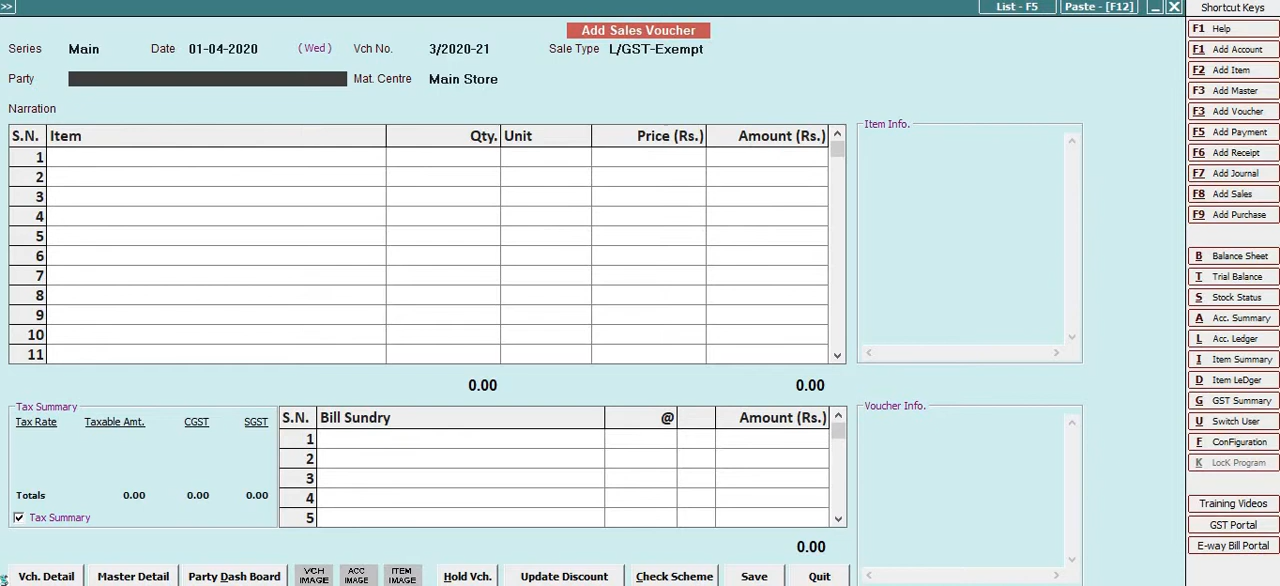 >> List - F5 Paste - [F12] _ X Shortcut Keys
Add Sales Voucher
Series Main Date 01-04-2020 (Wed) Vch No. 3/2020-21 Sale Type L/GST-Exempt
Party Mat. Centre Main Store
Narration
S.N. Item Qty. Unit Price (Rs.) Amount (Rs.)
1
2
3
4
5
6
7
8
9
10
11
0.00 0.00
Item Info.
Tax Summary
Tax Rate Taxable Amt. CGST SGST
Totals 0.00 0.00 0.00
Tax Summary
S.N. Bill Sundry @ Amount (Rs.)
1
2
3
4
5
0.00
Voucher Info.
Vch. Detail Master Detail Party Dash Board VCH IMAGE ACC IMAGE ITEM IMAGE Hold Vch. Update Discount Check Scheme Save Quit
F1 Help
F1 Add Account
F2 Add Item
F3 Add Master
F3 Add Voucher
F5 Add Payment
F6 Add Receipt
F7 Add Journal
F8 Add Sales
F9 Add Purchase
B Balance Sheet
T Trial Balance
S Stock Status
A Acc. Summary
L Acc. Ledger
I Item Summary
D Item LeDger
G GST Summary
U Switch User
F ConFiguration
K LocK Program
Training Videos
GST Portal
E-way Bill Portal